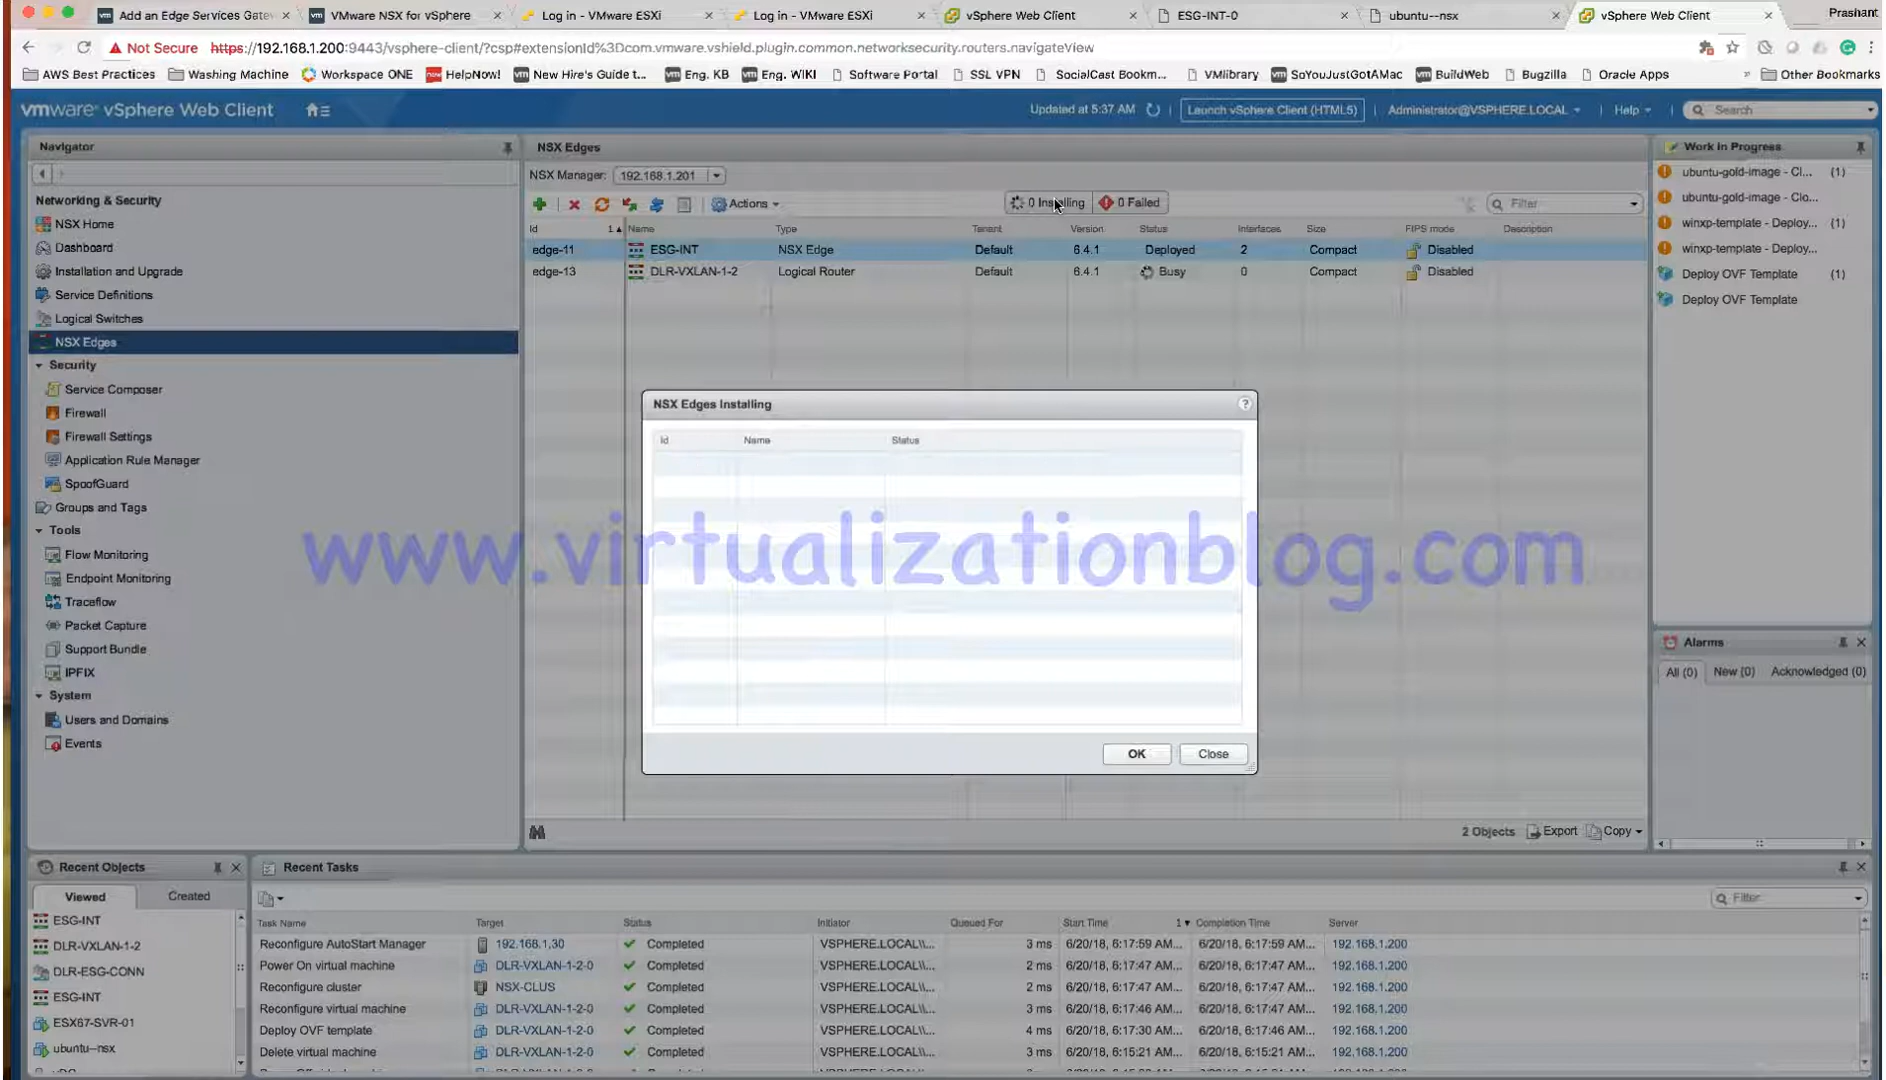 Add an Edge Services Gatew
VMware NSX for vSphere
Log in - VMware ESXi
Log in - VMware ESXi
vSphere Web Client
ESG-INT-0
ubuntu--nsx
vSphere Web Client
Prashant
Not Secure https://192.168.1.200:9443/vsphere-client/?csp#extensionId%3Dcom.vmware.vshield.plugin.common.networksecurity.routers.navigateView
AWS Best Practices
Washing Machine
Workspace ONE
HelpNow!
New Hire's Guide t...
Eng. KB
Eng. WIKI
Software Portal
SSL VPN
SocialCast Bookm...
VMlibrary
SoYouJustGotAMac
BuildWeb
Bugzilla
Oracle Apps
» Other Bookmarks
vmware® vSphere Web Client
Updated at 5:37 AM
Launch vSphere Client (HTML5)
Administrator@VSPHERE.LOCAL
Help
Search
Navigator
Networking & Security
NSX Home
Dashboard
Installation and Upgrade
Service Definitions
Logical Switches
NSX Edges
Security
Service Composer
Firewall
Firewall Settings
Application Rule Manager
SpoofGuard
Groups and Tags
Tools
Flow Monitoring
Endpoint Monitoring
Traceflow
Packet Capture
Support Bundle
IPFIX
System
Users and Domains
Events
NSX Edges
NSX Manager: 192.168.1.201
Actions
0 Installing
0 Failed
Filter
Id 1 ▲ Name Type Tenant Version Status Interfaces Size FIPS mode Description
edge-11 ESG-INT NSX Edge Default 6.4.1 Deployed 2 Compact Disabled
edge-13 DLR-VXLAN-1-2 Logical Router Default 6.4.1 Busy 0 Compact Disabled
NSX Edges Installing ?
Id Name Status
www.virtualizationblog.com
OK Close
2 Objects Export Copy
Work In Progress
ubuntu-gold-image - Cl... (1)
ubuntu-gold-image - Clo...
winxp-template - Deploy... (1)
winxp-template - Deploy...
Deploy OVF Template (1)
Deploy OVF Template
Alarms
All (0) New (0) Acknowledged (0)
Recent Objects
Viewed Created
ESG-INT
DLR-VXLAN-1-2
DLR-ESG-CONN
ESG-INT
ESX67-SVR-01
ubuntu--nsx
Recent Tasks
Filter
Task Name Target Status Initiator Queued For Start Time 1 ▼ Completion Time Server
Reconfigure AutoStart Manager 192.168.1.30 Completed VSPHERE.LOCAL\\... 3 ms 6/20/18, 6:17:59 AM... 6/20/18, 6:17:59 AM... 192.168.1.200
Power On virtual machine DLR-VXLAN-1-2-0 Completed VSPHERE.LOCAL\\... 2 ms 6/20/18, 6:17:47 AM... 6/20/18, 6:17:47 AM... 192.168.1.200
Reconfigure cluster NSX-CLUS Completed VSPHERE.LOCAL\\... 2 ms 6/20/18, 6:17:47 AM... 6/20/18, 6:17:47 AM... 192.168.1.200
Reconfigure virtual machine DLR-VXLAN-1-2-0 Completed VSPHERE.LOCAL\\... 3 ms 6/20/18, 6:17:46 AM... 6/20/18, 6:17:47 AM... 192.168.1.200
Deploy OVF template DLR-VXLAN-1-2-0 Completed VSPHERE.LOCAL\\... 4 ms 6/20/18, 6:17:30 AM... 6/20/18, 6:17:46 AM... 192.168.1.200
Delete virtual machine DLR-VXLAN-1-2-0 Completed VSPHERE.LOCAL\\... 3 ms 6/20/18, 6:15:21 AM... 6/20/18, 6:15:21 AM... 192.168.1.200